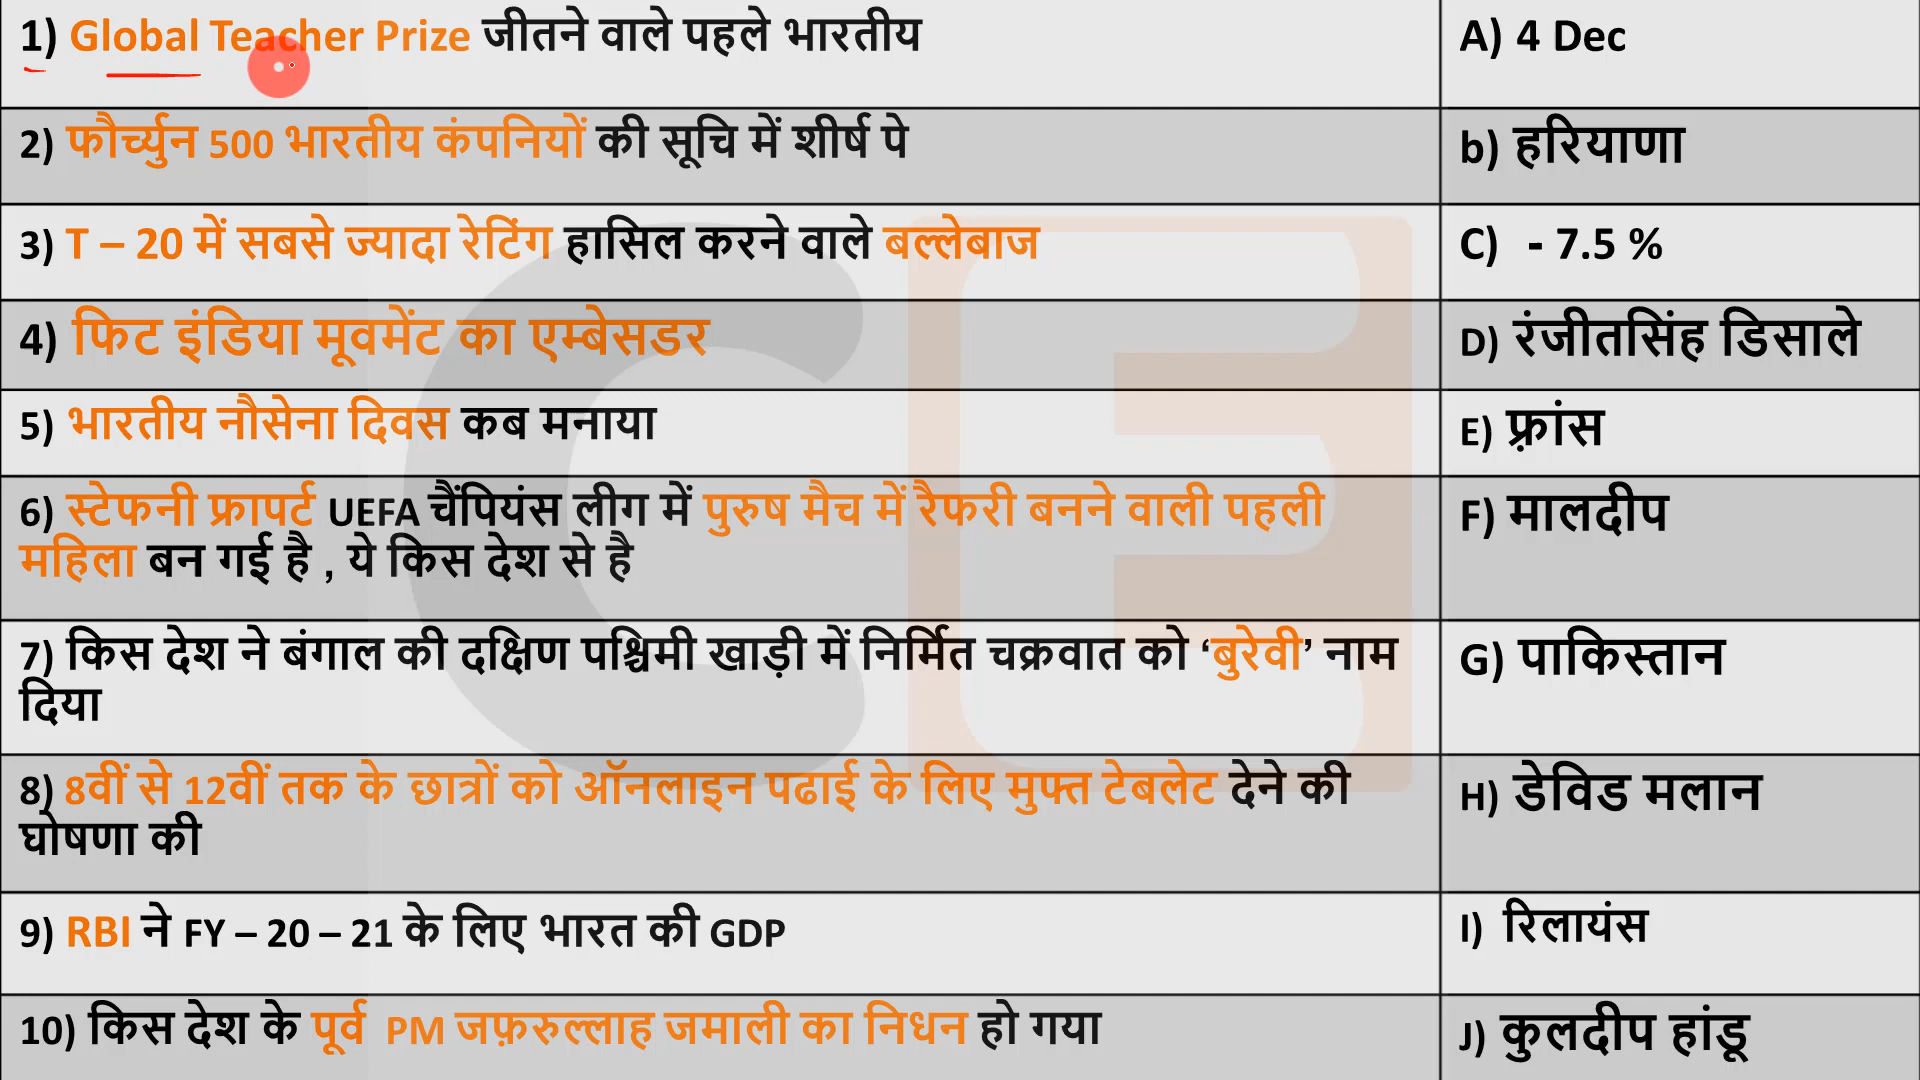 1) Global Teacher Prize जीतने वाले पहले भारतीय
A) 4 Dec
2) फौर्च्युन 500 भारतीय कंपनियों की सूचि में शीर्ष पे
b) हरियाणा
3) T – 20 में सबसे ज्यादा रेटिंग हासिल करने वाले बल्लेबाज
C) - 7.5 %
4) फिट इंडिया मूवमेंट का एम्बेसडर
D) रंजीतसिंह डिसाले
5) भारतीय नौसेना दिवस कब मनाया
E) फ़्रांस
6) स्टेफनी फ्रापर्ट UEFA चैंपियंस लीग में पुरुष मैच में रैफरी बनने वाली पहली
महिला बन गई है , ये किस देश से है
F) मालदीप
7) किस देश ने बंगाल की दक्षिण पश्चिमी खाड़ी में निर्मित चक्रवात को ‘बुरेवी’ नाम
दिया
G) पाकिस्तान
8) 8वीं से 12वीं तक के छात्रों को ऑनलाइन पढाई के लिए मुफ्त टेबलेट देने की
घोषणा की
H) डेविड मलान
9) RBI ने FY – 20 – 21 के लिए भारत की GDP
I) रिलायंस
10) किस देश के पूर्व PM जफ़रुल्लाह जमाली का निधन हो गया
J) कुलदीप हांडू